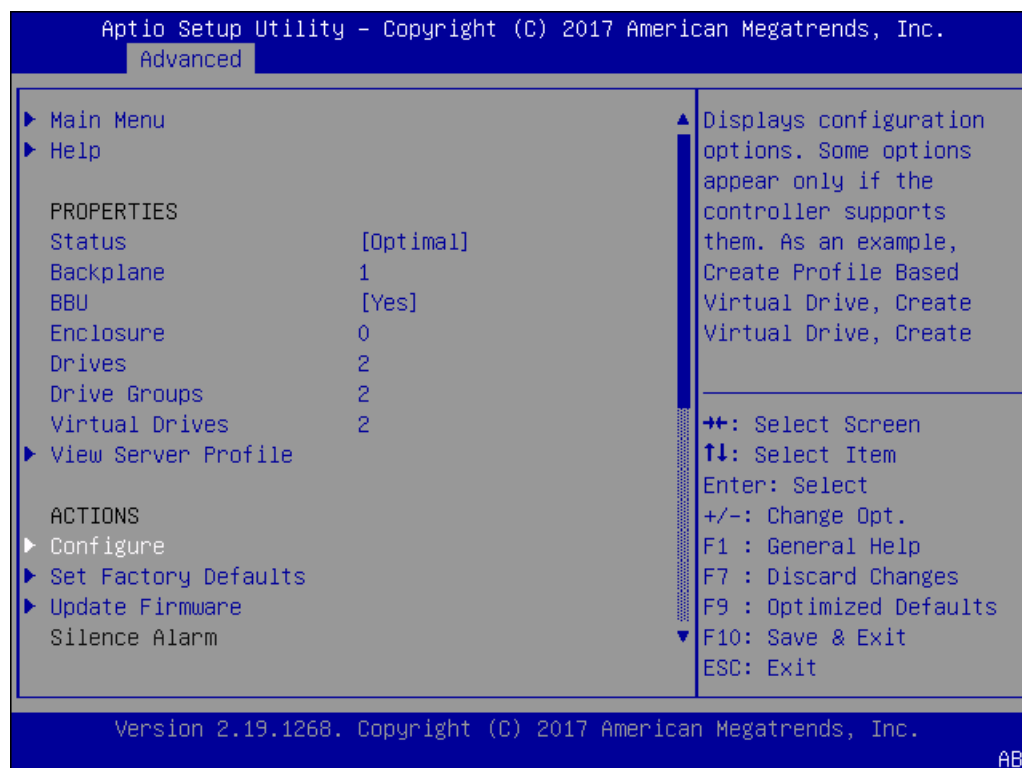 Aptio Setup Utility – Copyright (C) 2017 American Megatrends, Inc.
Advanced
Main Menu
Help
PROPERTIES
Status [Optimal]
Backplane 1
BBU [Yes]
Enclosure 0
Drives 2
Drive Groups 2
Virtual Drives 2
View Server Profile
ACTIONS
Configure
Set Factory Defaults
Update Firmware
Silence Alarm
Displays configuration
options. Some options
appear only if the
controller supports
them. As an example,
Create Profile Based
Virtual Drive, Create
Virtual Drive, Create
→←: Select Screen
↑↓: Select Item
Enter: Select
+/-: Change Opt.
F1 : General Help
F7 : Discard Changes
F9 : Optimized Defaults
F10: Save & Exit
ESC: Exit
Version 2.19.1268. Copyright (C) 2017 American Megatrends, Inc.
AB